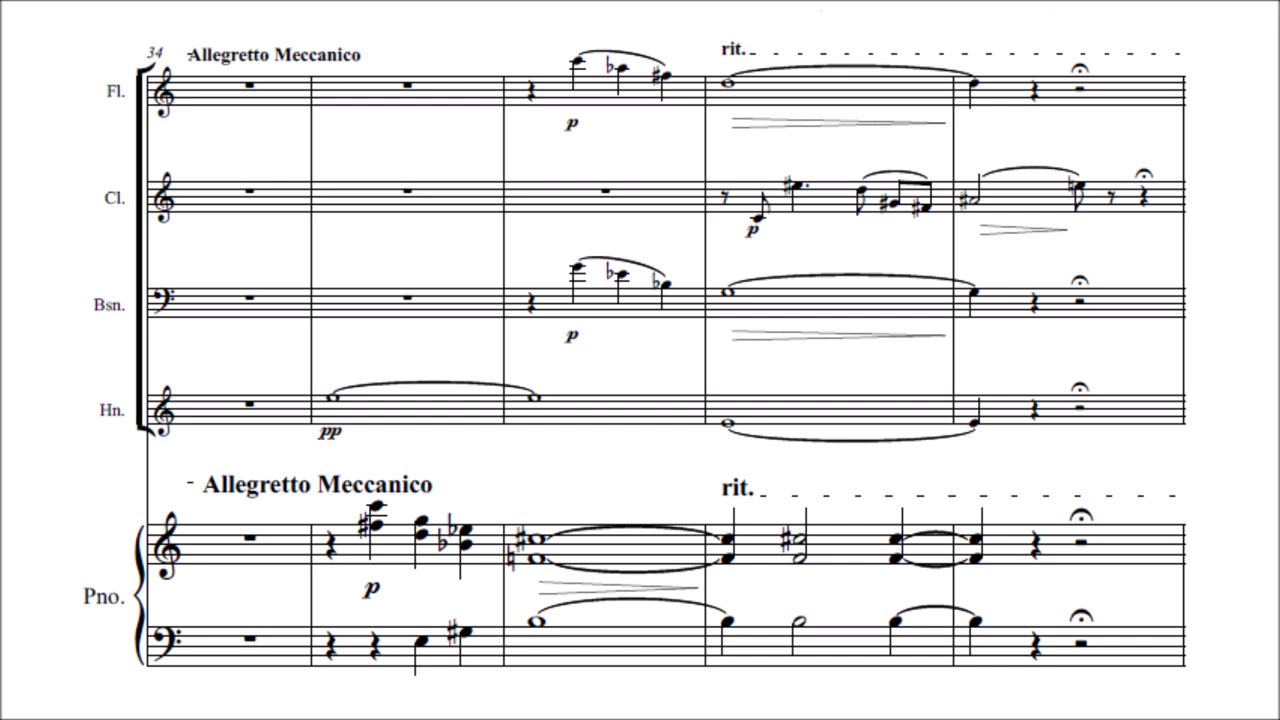 34 Allegretto Meccanico rit.
Fl.
p
Cl.
p
Bsn.
p
Hn.
pp
Allegretto Meccanico rit.
Pno.
p